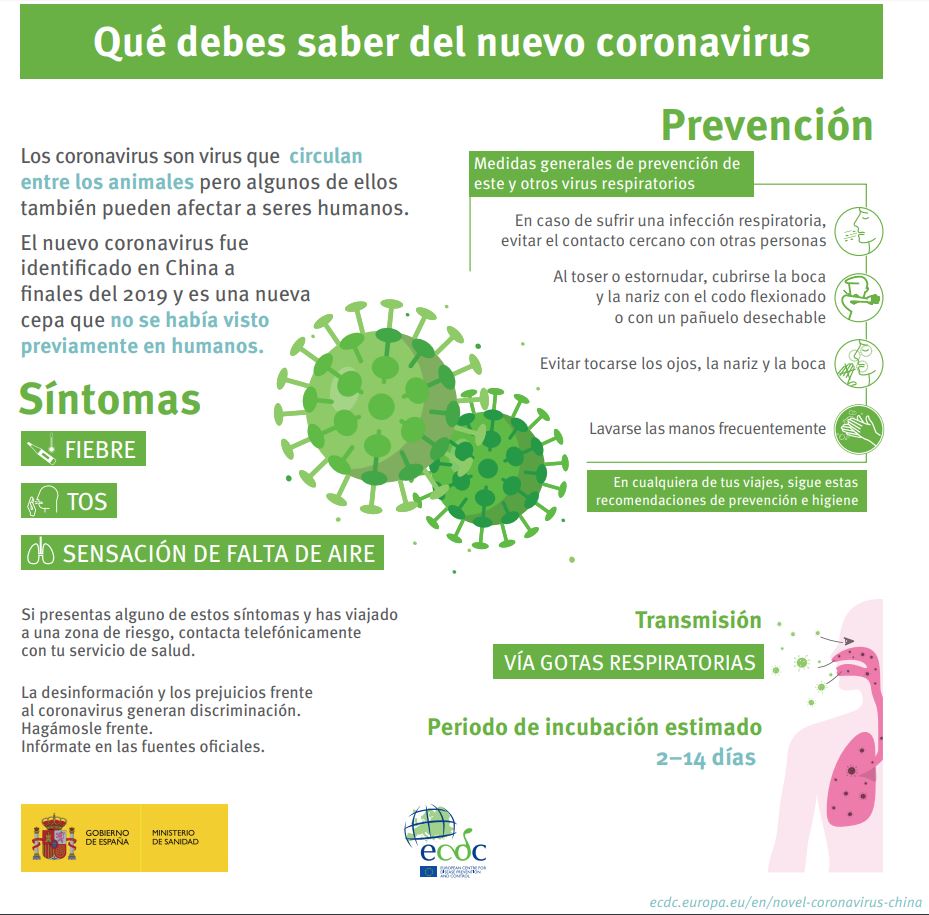 Qué debes saber del nuevo coronavirus
Los coronavirus son virus que circulan
entre los animales pero algunos de ellos
también pueden afectar a seres humanos.
El nuevo coronavirus fue
identificado en China a
finales del 2019 y es una nueva
cepa que no se había visto
previamente en humanos.
Síntomas
FIEBRE
TOS
SENSACIÓN DE FALTA DE AIRE
Si presentas alguno de estos síntomas y has viajado
a una zona de riesgo, contacta telefónicamente
con tu servicio de salud.
La desinformación y los prejuicios frente
al coronavirus generan discriminación.
Hagámosle frente.
Infórmate en las fuentes oficiales.
Prevención
Medidas generales de prevención de
este y otros virus respiratorios
En caso de sufrir una infección respiratoria,
evitar el contacto cercano con otras personas
Al toser o estornudar, cubrirse la boca
y la nariz con el codo flexionado
o con un pañuelo desechable
Evitar tocarse los ojos, la nariz y la boca
Lavarse las manos frecuentemente
En cualquiera de tus viajes, sigue estas
recomendaciones de prevención e higiene
Transmisión
VÍA GOTAS RESPIRATORIAS
Periodo de incubación estimado
2–14 días
GOBIERNO
DE ESPAÑA
MINISTERIO
DE SANIDAD
ecdc
EUROPEAN CENTRE FOR
DISEASE PREVENTION
AND CONTROL
ecdc.europa.eu/en/novel-coronavirus-china